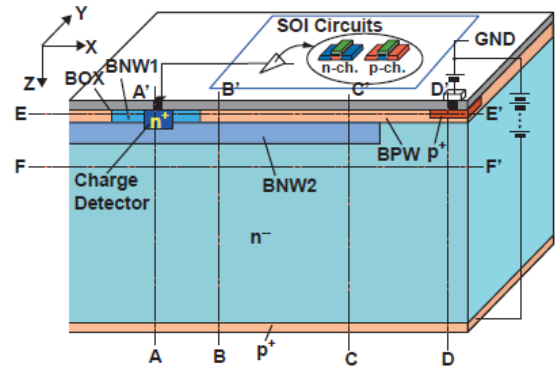 Y
X
Z
SOI Circuits
n-ch. p-ch.
GND
BOX BNW1 A' B' C' D'
E n+ E'
BPW p+
BNW2
F F'
Charge
Detector
n−
A B p+ C D